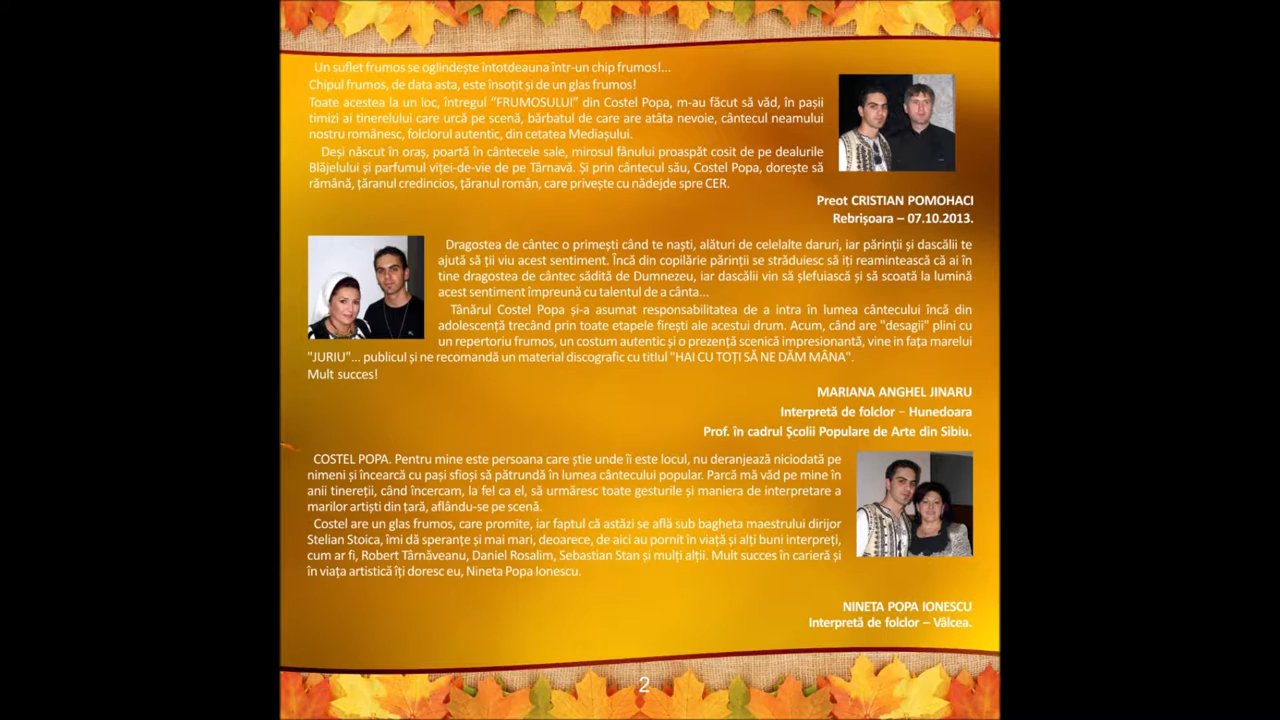 Un suflet frumos se oglindește întotdeauna într-un chip frumos!...
Chipul frumos, de data asta, este însoțit și de un glas frumos!
Toate acestea la un loc, întregul “FRUMOSULUI” din Costel Popa, m-au făcut să văd, în pașii
timizi ai tinerelului care urcă pe scenă, bărbatul de care are atâta nevoie, cântecul neamului
nostru românesc, folclorul autentic, din cetatea Mediașului.
Deși născut în oraș, poartă în cântecele sale, mirosul fânului proaspăt cosit de pe dealurile
Blăjelului și parfumul viței-de-vie de pe Târnavă. Și prin cântecul său, Costel Popa, dorește să
rămână, țăranul credincios, țăranul român, care privește cu nădejde spre CER.
Preot CRISTIAN POMOHACI
Rebrișoara – 07.10.2013.
Dragostea de cântec o primești când te naști, alături de celelalte daruri, iar părinții și dascălii te
ajută să ții viu acest sentiment. Încă din copilărie părinții se străduiesc să iți reamintească că ai în
tine dragostea de cântec sădită de Dumnezeu, iar dascălii vin să șlefuiască și să scoată la lumină
acest sentiment împreună cu talentul de a cânta...
Tânărul Costel Popa și-a asumat responsabilitatea de a intra în lumea cântecului încă din
adolescență trecând prin toate etapele firești ale acestui drum. Acum, când are "desagii" plini cu
un repertoriu frumos, un costum autentic și o prezență scenică impresionantă, vine in fața marelui
"JURIU"... publicul și ne recomandă un material discografic cu titlul "HAI CU TOȚI SĂ NE DĂM MÂNA".
Mult succes!
MARIANA ANGHEL JINARU
Interpretă de folclor – Hunedoara
Prof. în cadrul Școlii Populare de Arte din Sibiu.
COSTEL POPA. Pentru mine este persoana care știe unde îi este locul, nu deranjează niciodată pe
nimeni și încearcă cu pași sfioși să pătrundă în lumea cântecului popular. Parcă mă văd pe mine în
anii tinereții, când încercam, la fel ca el, să urmăresc toate gesturile și maniera de interpretare a
marilor artiști din țară, aflându-se pe scenă.
Costel are un glas frumos, care promite, iar faptul că astăzi se află sub bagheta maestrului dirijor
Stelian Stoica, îmi dă speranțe și mai mari, deoarece, de aici au pornit în viață și alți buni interpreți,
cum ar fi, Robert Târnăveanu, Daniel Rosalim, Sebastian Stan și mulți alții. Mult succes în carieră și
în viața artistică îți doresc eu, Nineta Popa Ionescu.
NINETA POPA IONESCU
Interpretă de folclor – Vâlcea.
2